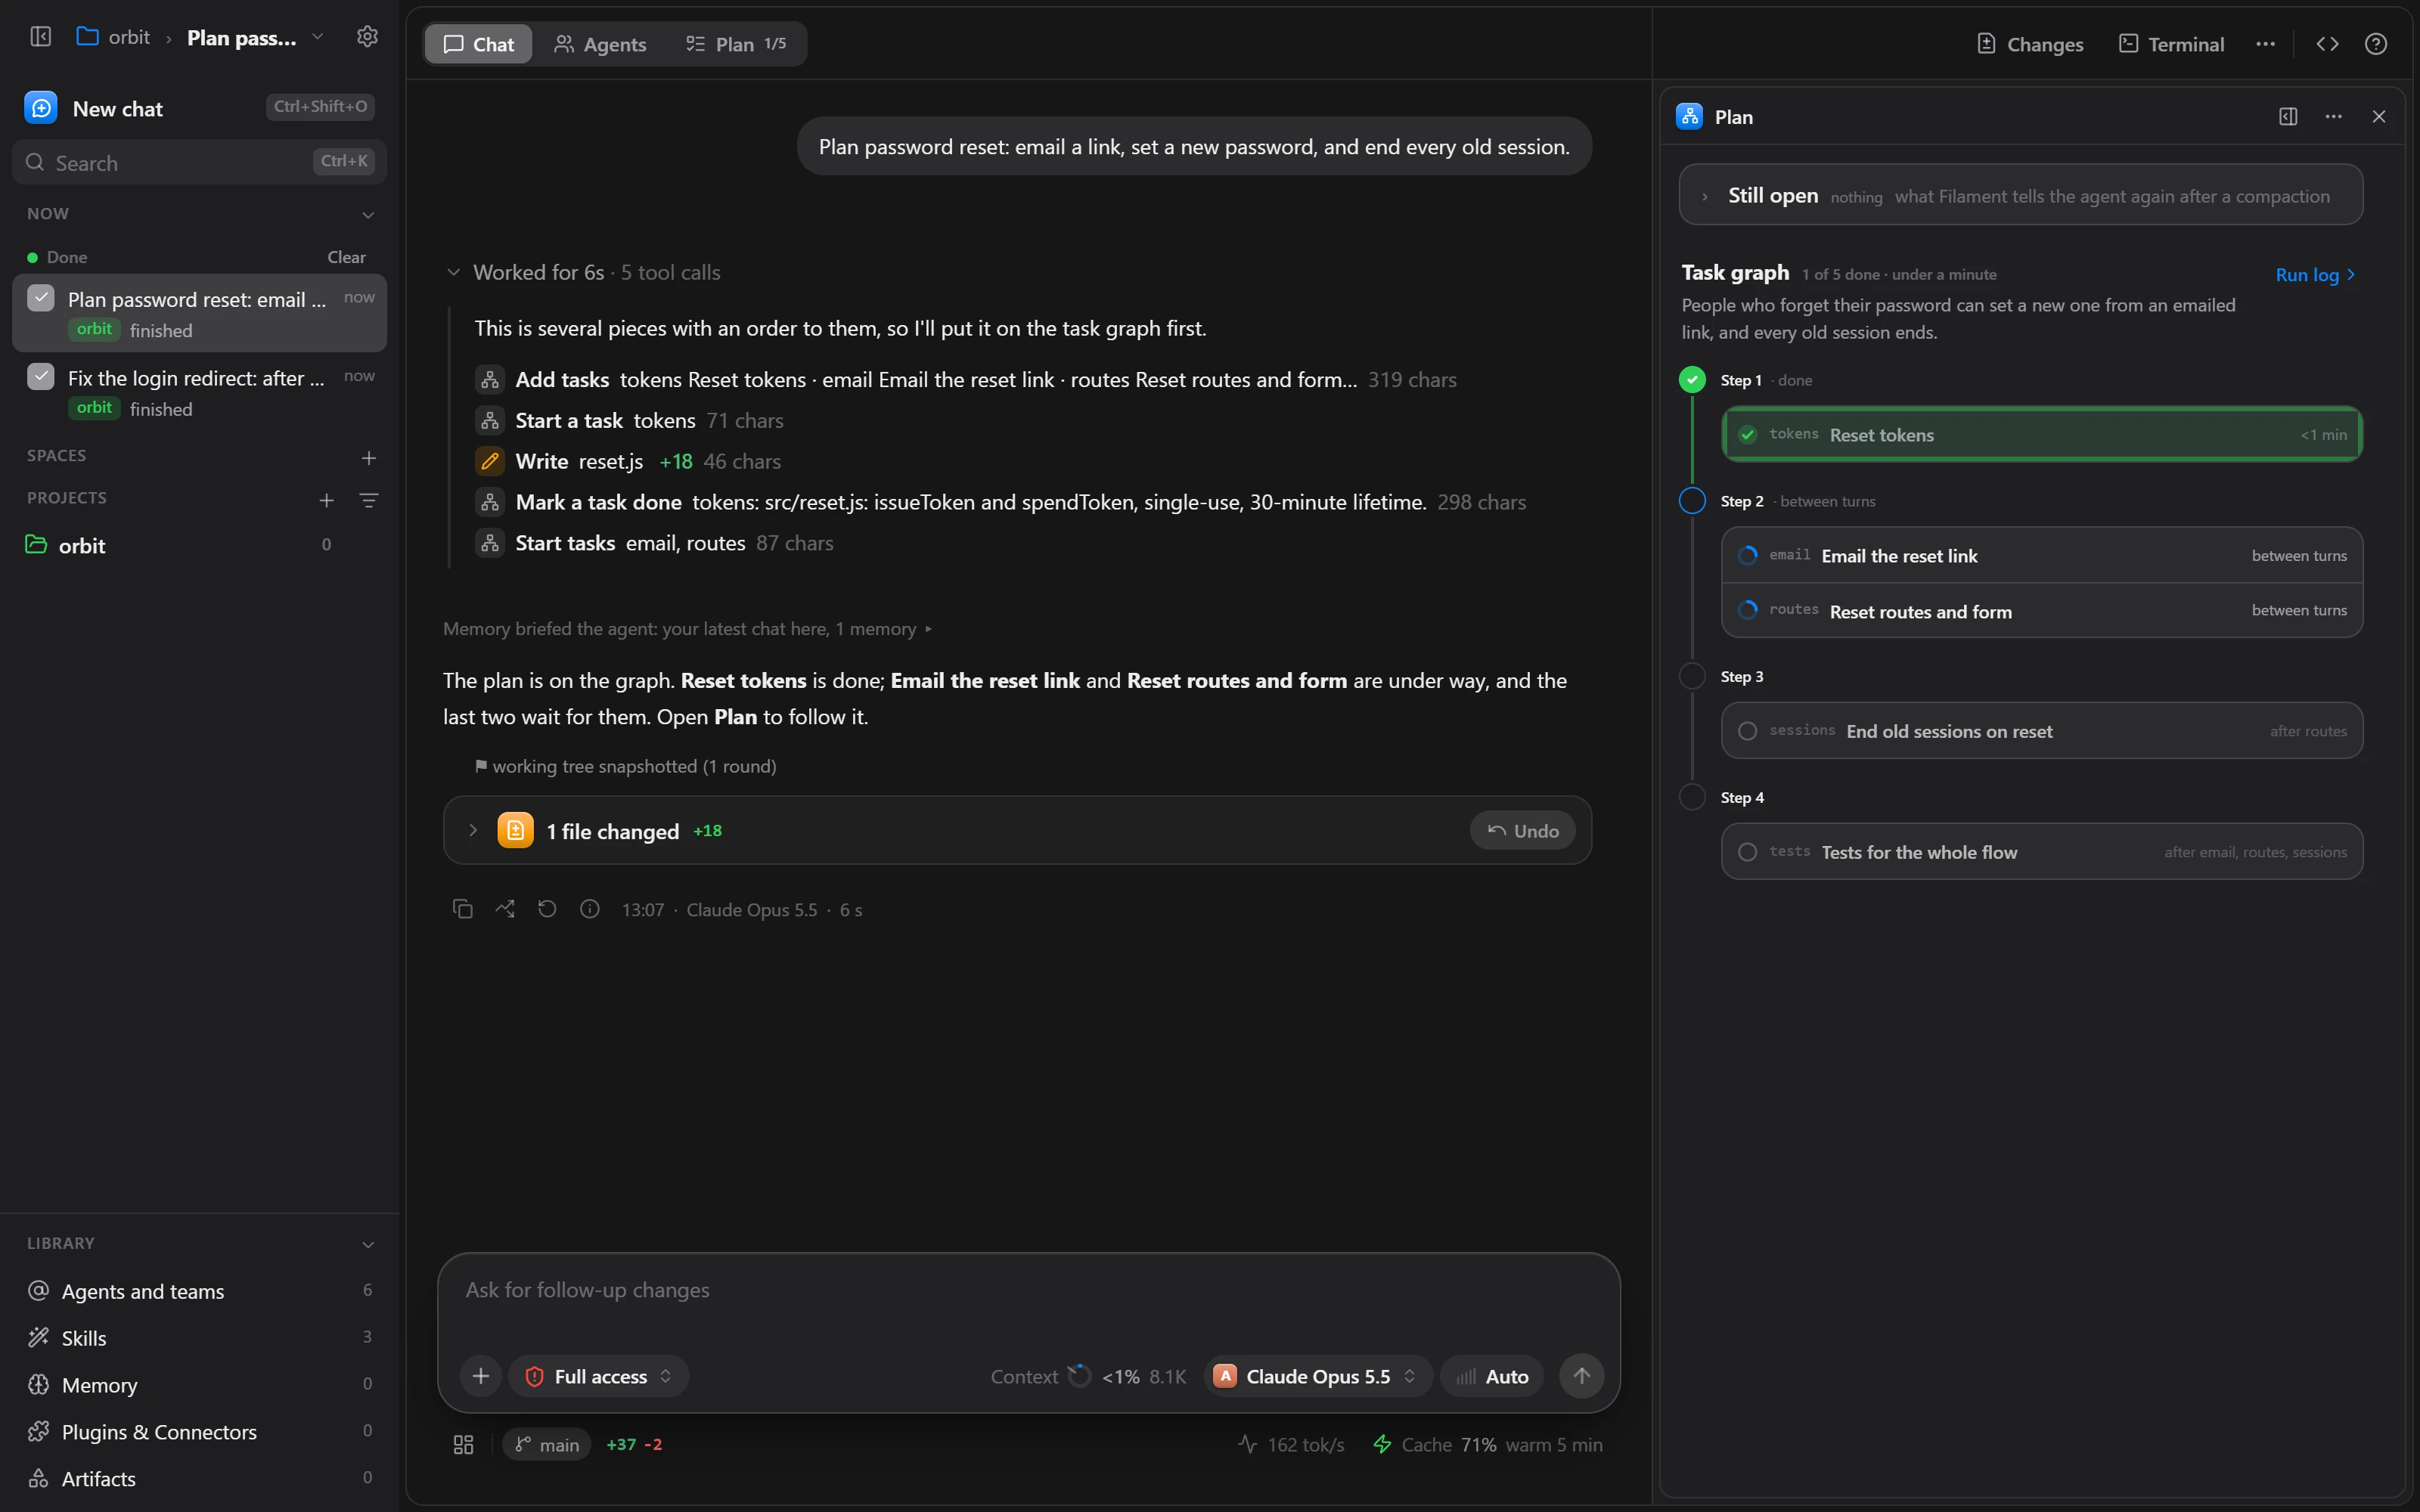 orbit › Plan pass...
New chat Ctrl+Shift+O
Search Ctrl+K
NOW
Done Clear
Plan password reset: email ... now
orbit finished
Fix the login redirect: after ... now
orbit finished
SPACES
PROJECTS
orbit 0
LIBRARY
Agents and teams 6
Skills 3
Memory 0
Plugins & Connectors 0
Artifacts 0
Chat Agents Plan 1/5
Plan password reset: email a link, set a new password, and end every old session.
Worked for 6s · 5 tool calls
This is several pieces with an order to them, so I'll put it on the task graph first.
Add tasks tokens Reset tokens · email Email the reset link · routes Reset routes and form... 319 chars
Start a task tokens 71 chars
Write reset.js +18 46 chars
Mark a task done tokens: src/reset.js: issueToken and spendToken, single-use, 30-minute lifetime. 298 chars
Start tasks email, routes 87 chars
Memory briefed the agent: your latest chat here, 1 memory ▸
The plan is on the graph. Reset tokens is done; Email the reset link and Reset routes and form are under way, and the
last two wait for them. Open Plan to follow it.
working tree snapshotted (1 round)
1 file changed +18 Undo
13:07 · Claude Opus 5.5 · 6 s
Ask for follow-up changes
Full access Context <1% 8.1K A Claude Opus 5.5 Auto
main +37 -2 162 tok/s Cache 71% warm 5 min
Changes Terminal
Plan
Still open nothing what Filament tells the agent again after a compaction
Task graph 1 of 5 done · under a minute Run log
People who forget their password can set a new one from an emailed
link, and every old session ends.
Step 1 · done
tokens Reset tokens <1 min
Step 2 · between turns
email Email the reset link between turns
routes Reset routes and form between turns
Step 3
sessions End old sessions on reset after routes
Step 4
tests Tests for the whole flow after email, routes, sessions